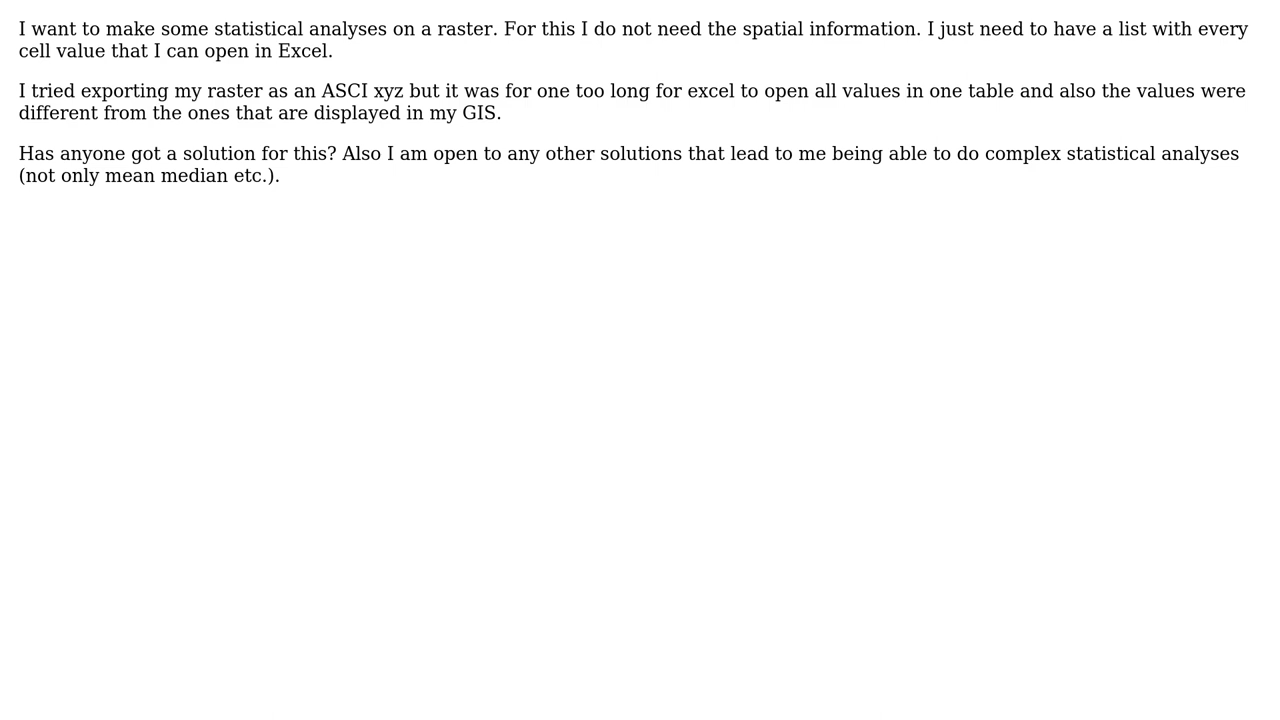 I want to make some statistical analyses on a raster. For this I do not need the spatial information. I just need to have a list with every
cell value that I can open in Excel.
I tried exporting my raster as an ASCI xyz but it was for one too long for excel to open all values in one table and also the values were
different from the ones that are displayed in my GIS.
Has anyone got a solution for this? Also I am open to any other solutions that lead to me being able to do complex statistical analyses
(not only mean median etc.).